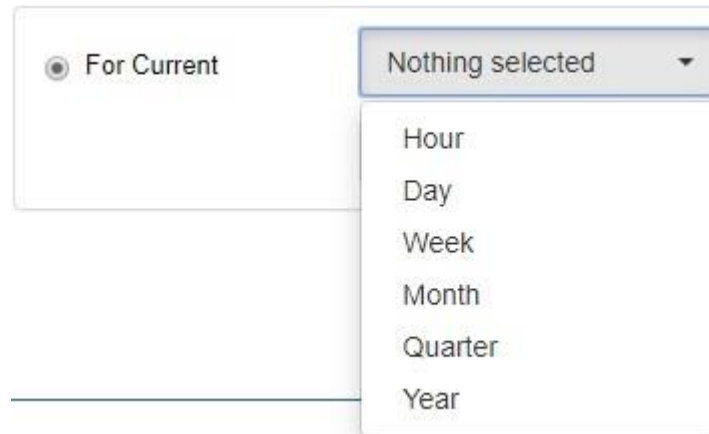 For Current
Nothing selected
Hour
Day
Week
Month
Quarter
Year